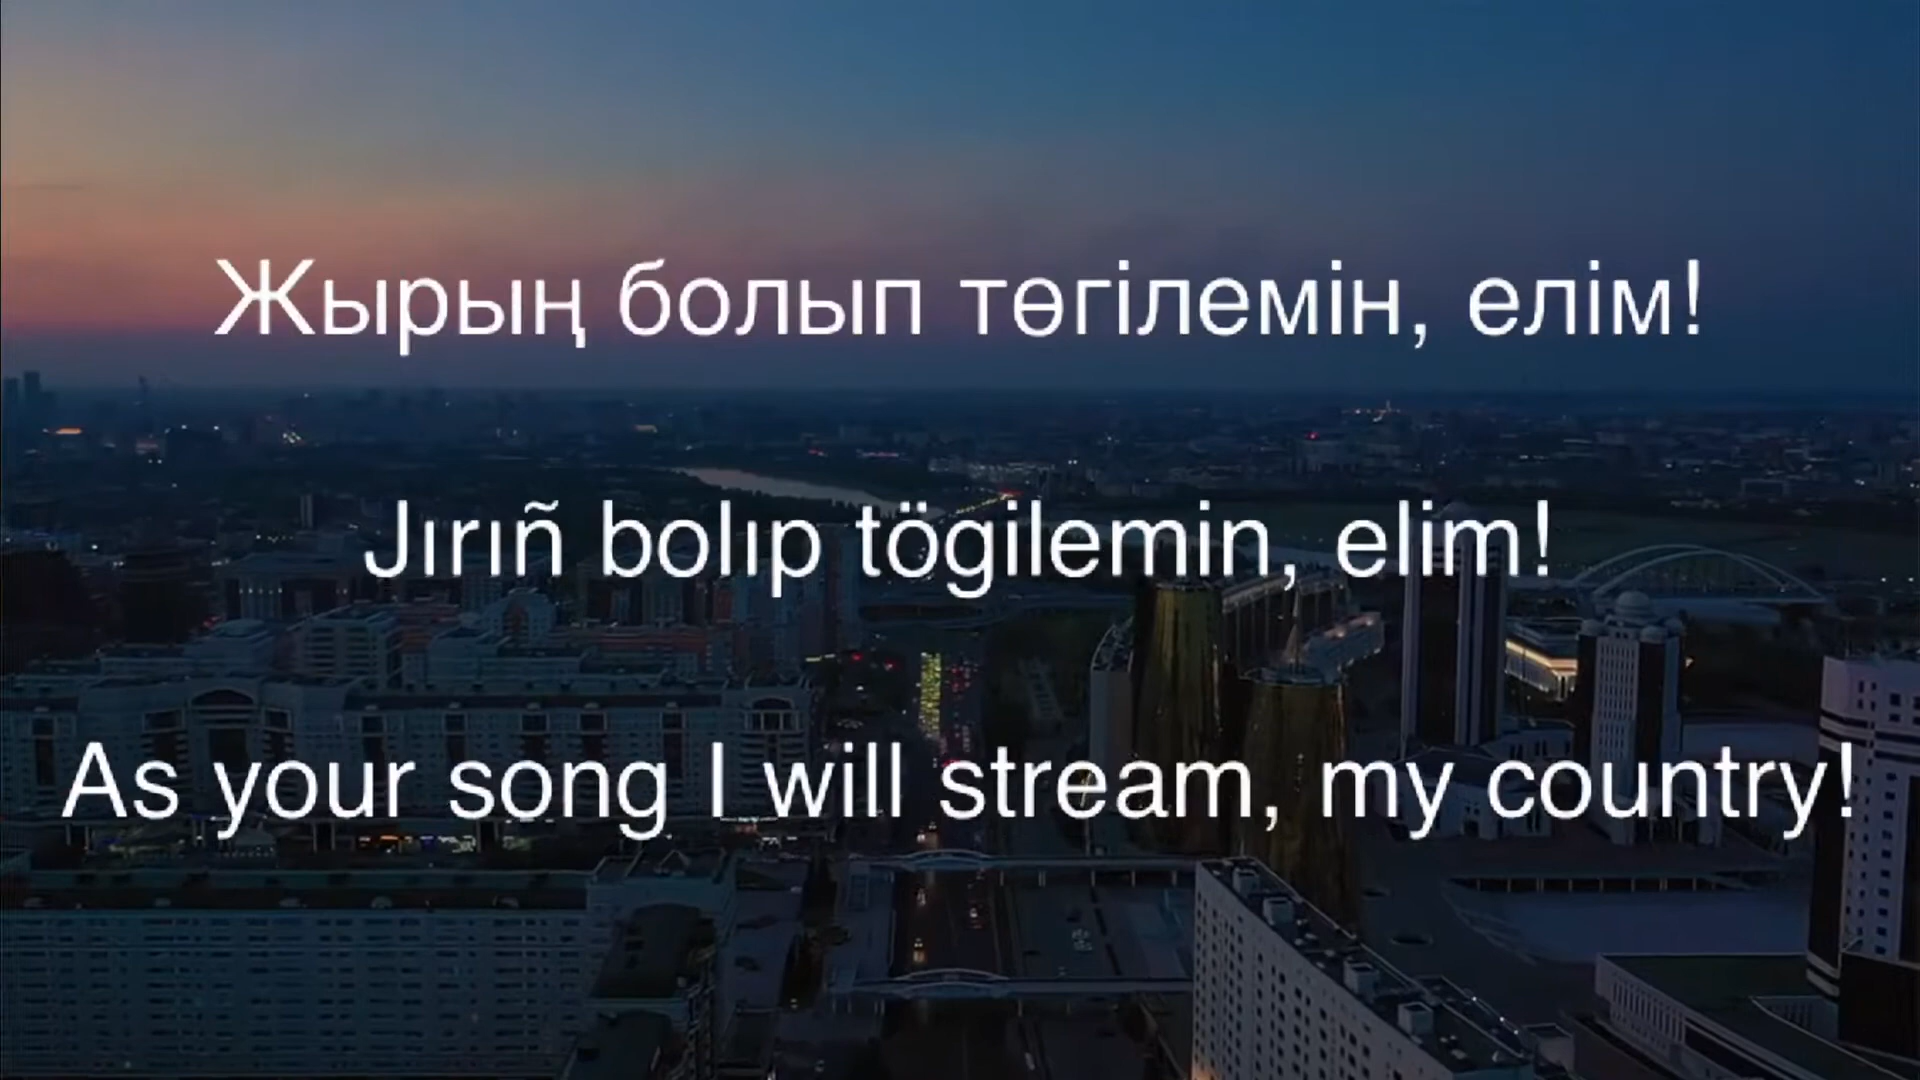 Жырың болып төгілемін, елім!
Jırıñ bolıp tögilemin, elim!
As your song I will stream, my country!